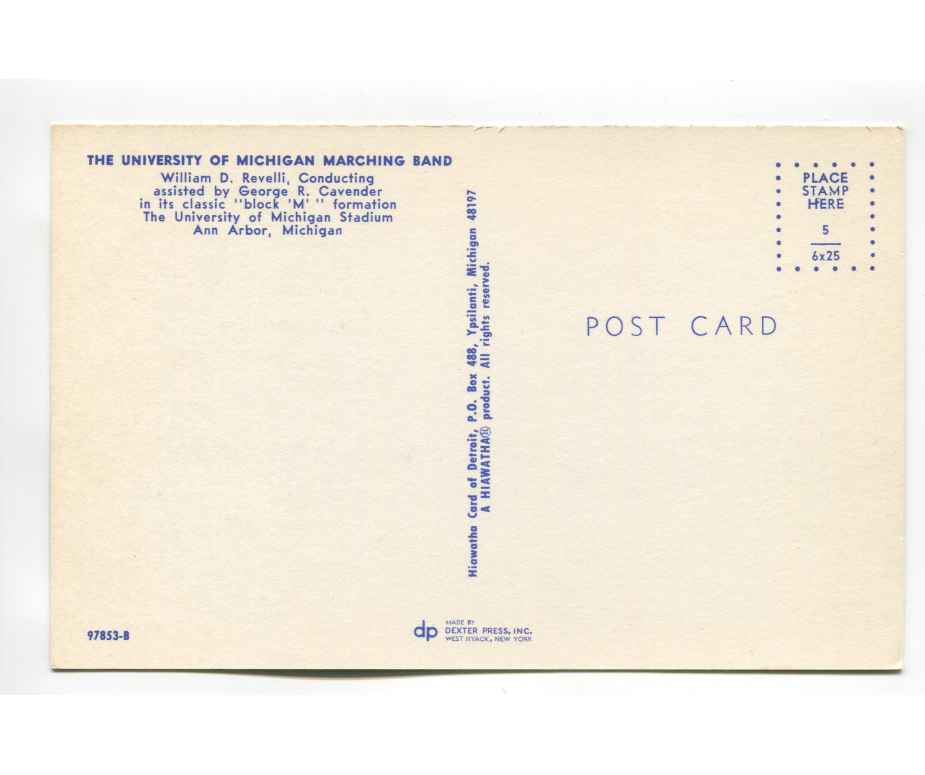 THE UNIVERSITY OF MICHIGAN MARCHING BAND
William D. Revelli, Conducting
assisted by George R. Cavender
in its classic "block 'M' " formation
The University of Michigan Stadium
Ann Arbor, Michigan
97853-B
Hiawatha Card of Detroit, P.O. Box 488, Ypsilanti, Michigan 48197
A HIAWATHA® product. All rights reserved.
dp
MADE BY
DEXTER PRESS, INC.
WEST NYACK, NEW YORK
PLACE
STAMP
HERE
5
6x25
POST CARD